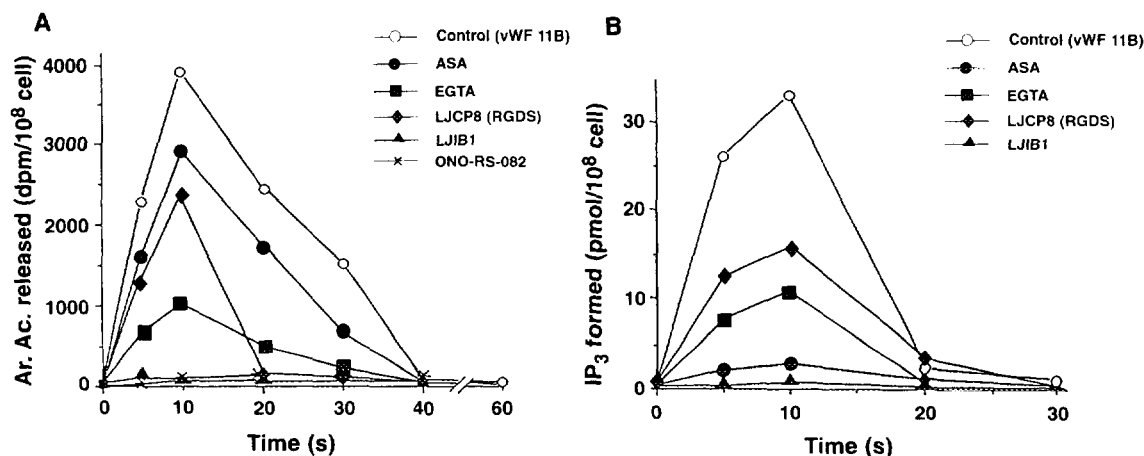 A
Control (vWF 11B)
ASA
EGTA
LJCP8 (RGDS)
LJIB1
ONO-RS-082
Ar. Ac. released (dpm/10⁸ cell)
4000
3000
2000
1000
0
0 10 20 30 40 60
Time (s)
B
Control (vWF 11B)
ASA
EGTA
LJCP8 (RGDS)
LJIB1
IP₃ formed (pmol/10⁸ cell)
30
20
10
0
0 10 20 30
Time (s)